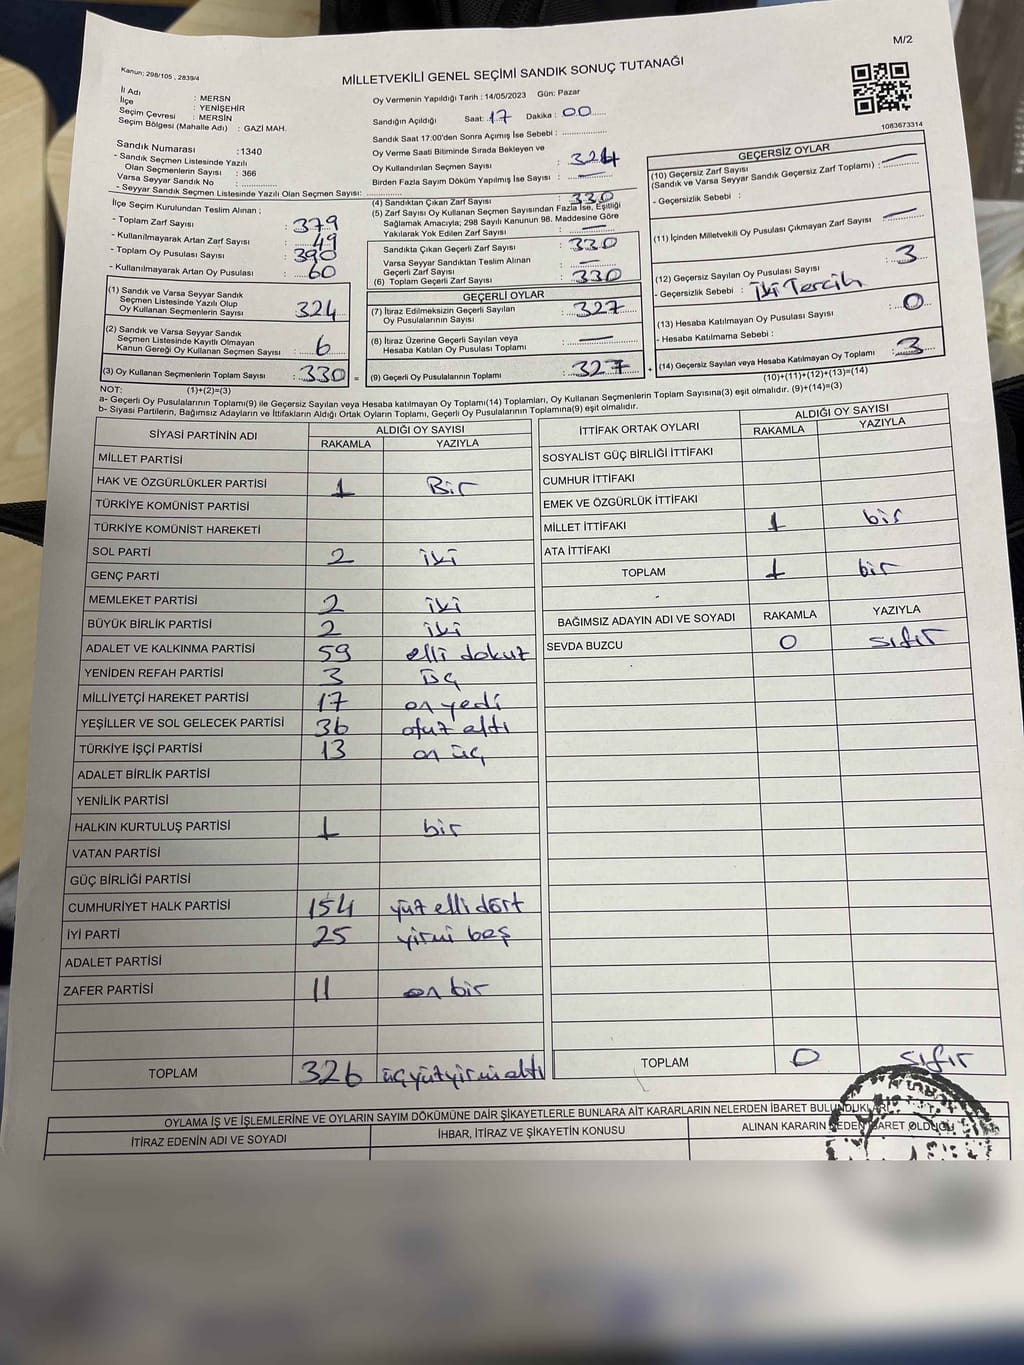 M/2
Kanun; 298/105 , 2839/4
MİLLETVEKİLİ GENEL SEÇİMİ SANDIK SONUÇ TUTANAĞI
İl Adı : MERSN
İlçe : YENİŞEHİR
Seçim Çevresi : MERSİN
Seçim Bölgesi (Mahalle Adı) : GAZİ MAH.
Sandık Numarası :1340
- Sandık Seçmen Listesinde Yazılı
Olan Seçmenlerin Sayısı : 366
Varsa Seyyar Sandık No : ................
- Seyyar Sandık Seçmen Listesinde Yazılı Olan Seçmen Sayısı: ................
Oy Vermenin Yapıldığı Tarih : 14/05/2023 Gün: Pazar
Sandığın Açıldığı Saat: 17 Dakika : 00
Sandık Saat 17:00'den Sonra Açımış İse Sebebi : ................
Oy Verme Saati Bitiminde Sırada Bekleyen ve
Oy Kullandırılan Seçmen Sayısı : 324
Birden Fazla Sayım Döküm Yapılmış İse Sayısı : —
1083673314
İlçe Seçim Kurulundan Teslim Alınan ;
- Toplam Zarf Sayısı : 379
- Kullanılmayarak Artan Zarf Sayısı : 49
- Toplam Oy Pusulası Sayısı : 390
- Kullanılmayarak Artan Oy Pusulası : 60
(1) Sandık ve Varsa Seyyar Sandık
Seçmen Listesinde Yazılı Olup
Oy Kullanan Seçmenlerin Sayısı : 324
(2) Sandık ve Varsa Seyyar Sandık
Seçmen Listesinde Kayıtlı Olmayan
Kanun Gereği Oy Kullanan Seçmen Sayısı : 6
(3) Oy Kullanan Seçmenlerin Toplam Sayısı : 330 =
(4) Sandıktan Çıkan Zarf Sayısı : 330
(5) Zarf Sayısı Oy Kullanan Seçmen Sayısından Fazla İse, Eşitliği
Sağlamak Amacıyla; 298 Sayılı Kanunun 98. Maddesine Göre
Yakılarak Yok Edilen Zarf Sayısı : —
Sandıkta Çıkan Geçerli Zarf Sayısı : 330
Varsa Seyyar Sandıktan Teslim Alınan
Geçerli Zarf Sayısı : —
(6) Toplam Geçerli Zarf Sayısı : 330
GEÇERLİ OYLAR
(7) İtiraz Edilmeksizin Geçerli Sayılan
Oy Pusulalarının Sayısı : 327
(8) İtiraz Üzerine Geçerli Sayılan veya
Hesaba Katılan Oy Pusulası Toplamı : —
(9) Geçerli Oy Pusulalarının Toplamı : 327 +
GEÇERSİZ OYLAR
(10) Geçersiz Zarf Sayısı
(Sandık ve Varsa Seyyar Sandık Geçersiz Zarf Toplamı) : —
- Geçersizlik Sebebi :
(11) İçinden Milletvekili Oy Pusulası Çıkmayan Zarf Sayısı : —
(12) Geçersiz Sayılan Oy Pusulası Sayısı : 3
- Geçersizlik Sebebi : İki Tercih
(13) Hesaba Katılmayan Oy Pusulası Sayısı : 0
- Hesaba Katılmama Sebebi :
(14) Geçersiz Sayılan veya Hesaba Katılmayan Oy Toplamı : 3
NOT: (1)+(2)=(3)
(10)+(11)+(12)+(13)=(14)
a- Geçerli Oy Pusulalarının Toplamı(9) ile Geçersiz Sayılan veya Hesaba Katılmayan Oy Toplamı(14) Toplamları, Oy Kullanan Seçmenlerin Toplam Sayısına(3) eşit olmalıdır. (9)+(14)=(3)
b- Siyasi Partilerin, Bağımsız Adayların ve İttifakların Aldığı Ortak Oyların Toplamı, Geçerli Oy Pusulalarının Toplamına(9) eşit olmalıdır.
SİYASİ PARTİNİN ADI ALDIĞI OY SAYISI
RAKAMLA YAZIYLA
MİLLET PARTİSİ
HAK VE ÖZGÜRLÜKLER PARTİSİ 1 Bir
TÜRKİYE KOMÜNİST PARTİSİ
TÜRKİYE KOMÜNİST HAREKETİ
SOL PARTİ 2 iki
GENÇ PARTİ
MEMLEKET PARTİSİ 2 iki
BÜYÜK BİRLİK PARTİSİ 2 iki
ADALET VE KALKINMA PARTİSİ 59 elli dokuz
YENİDEN REFAH PARTİSİ 3 üç
MİLLİYETÇİ HAREKET PARTİSİ 17 on yedi
YEŞİLLER VE SOL GELECEK PARTİSİ 36 otuz altı
TÜRKİYE İŞÇİ PARTİSİ 13 on üç
ADALET BİRLİK PARTİSİ
YENİLİK PARTİSİ
HALKIN KURTULUŞ PARTİSİ 1 bir
VATAN PARTİSİ
GÜÇ BİRLİĞİ PARTİSİ
CUMHURİYET HALK PARTİSİ 154 yüz elli dört
İYİ PARTİ 25 yirmi beş
ADALET PARTİSİ
ZAFER PARTİSİ 11 on bir
TOPLAM 326 üçyüzyirmialtı
İTTİFAK ORTAK OYLARI ALDIĞI OY SAYISI
RAKAMLA YAZIYLA
SOSYALİST GÜÇ BİRLİĞİ İTTİFAKI
CUMHUR İTTİFAKI
EMEK VE ÖZGÜRLÜK İTTİFAKI
MİLLET İTTİFAKI 1 bir
ATA İTTİFAKI
TOPLAM 1 bir
-
BAĞIMSIZ ADAYIN ADI VE SOYADI RAKAMLA YAZIYLA
SEVDA BUZCU 0 sıfır
TOPLAM 0 sıfır
OYLAMA İŞ VE İŞLEMLERİNE VE OYLARIN SAYIM DÖKÜMÜNE DAİR ŞİKAYETLERLE BUNLARA AİT KARARLARIN NELERDEN İBARET BULUNDUKLARI
İTİRAZ EDENİN ADI VE SOYADI İHBAR, İTİRAZ VE ŞİKAYETİN KONUSU ALINAN KARARIN NEDEN İBARET OLDUĞU